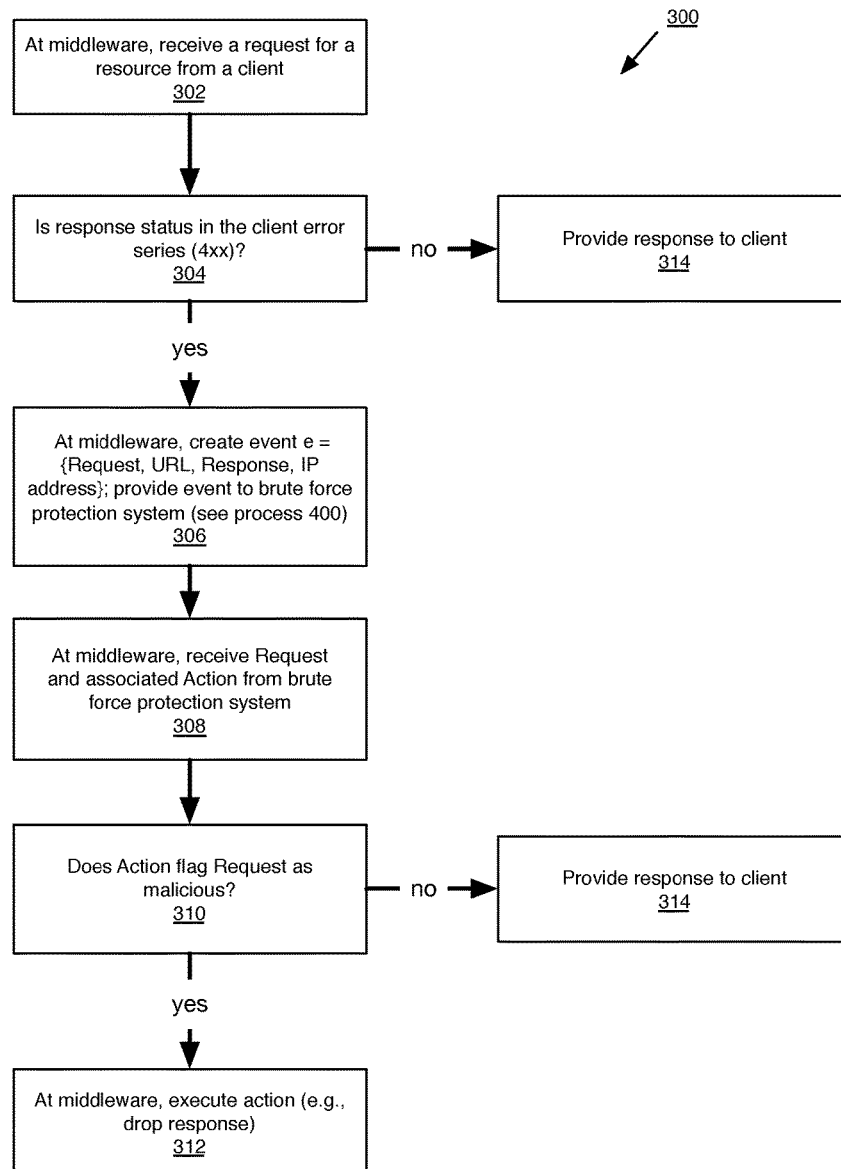 300
At middleware, receive a request for a
resource from a client
302
Is response status in the client error
series (4xx)?
304
no
Provide response to client
314
yes
At middleware, create event e =
{Request, URL, Response, IP
address}; provide event to brute force
protection system (see process 400)
306
At middleware, receive Request
and associated Action from brute
force protection system
308
Does Action flag Request as
malicious?
310
no
Provide response to client
314
yes
At middleware, execute action (e.g.,
drop response)
312